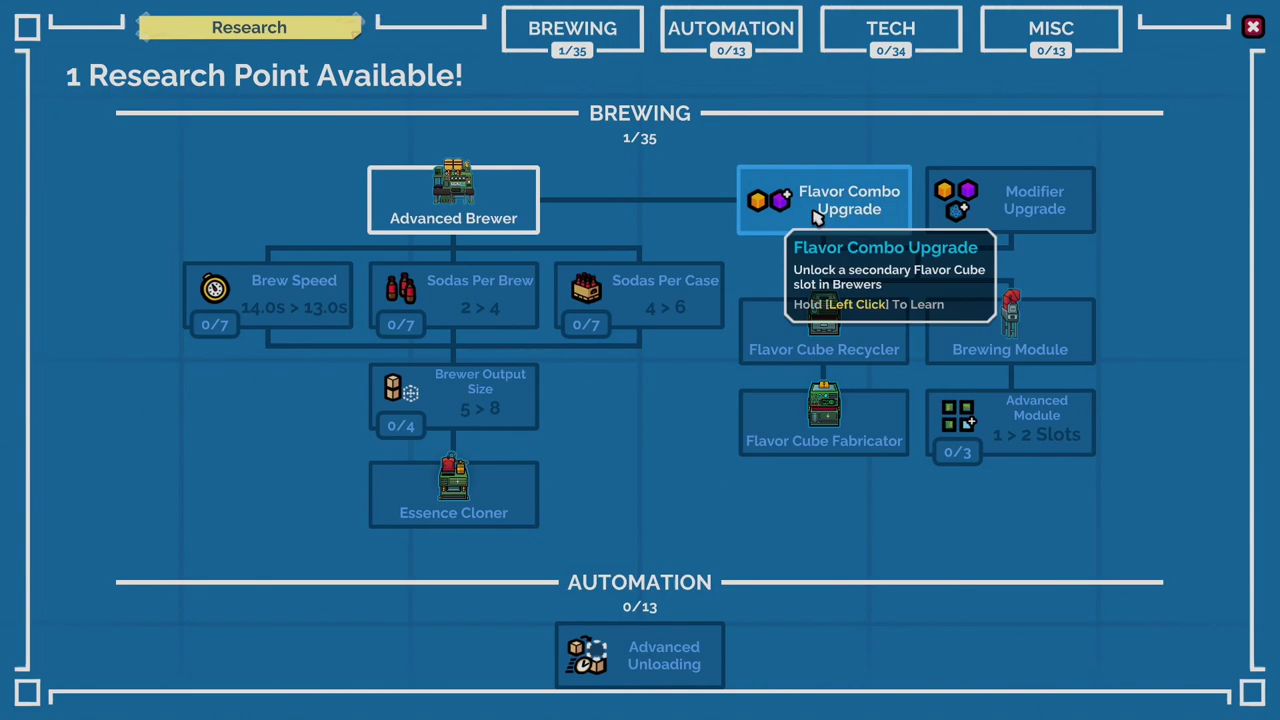 Research
BREWING
1/35
AUTOMATION
0/13
TECH
0/34
MISC
0/13
1 Research Point Available!
BREWING
1/35
Advanced Brewer
Flavor Combo
Upgrade
Modifier
Upgrade
Flavor Combo Upgrade
Unlock a secondary Flavor Cube
slot in Brewers
Hold [Left Click] To Learn
Brew Speed
14.0s > 13.0s
0/7
Sodas Per Brew
2 > 4
0/7
Sodas Per Case
4 > 6
0/7
Flavor Cube Recycler
Brewing Module
Brewer Output
Size
5 > 8
0/4
Flavor Cube Fabricator
Advanced
Module
1 > 2 Slots
0/3
Essence Cloner
AUTOMATION
0/13
Advanced
Unloading